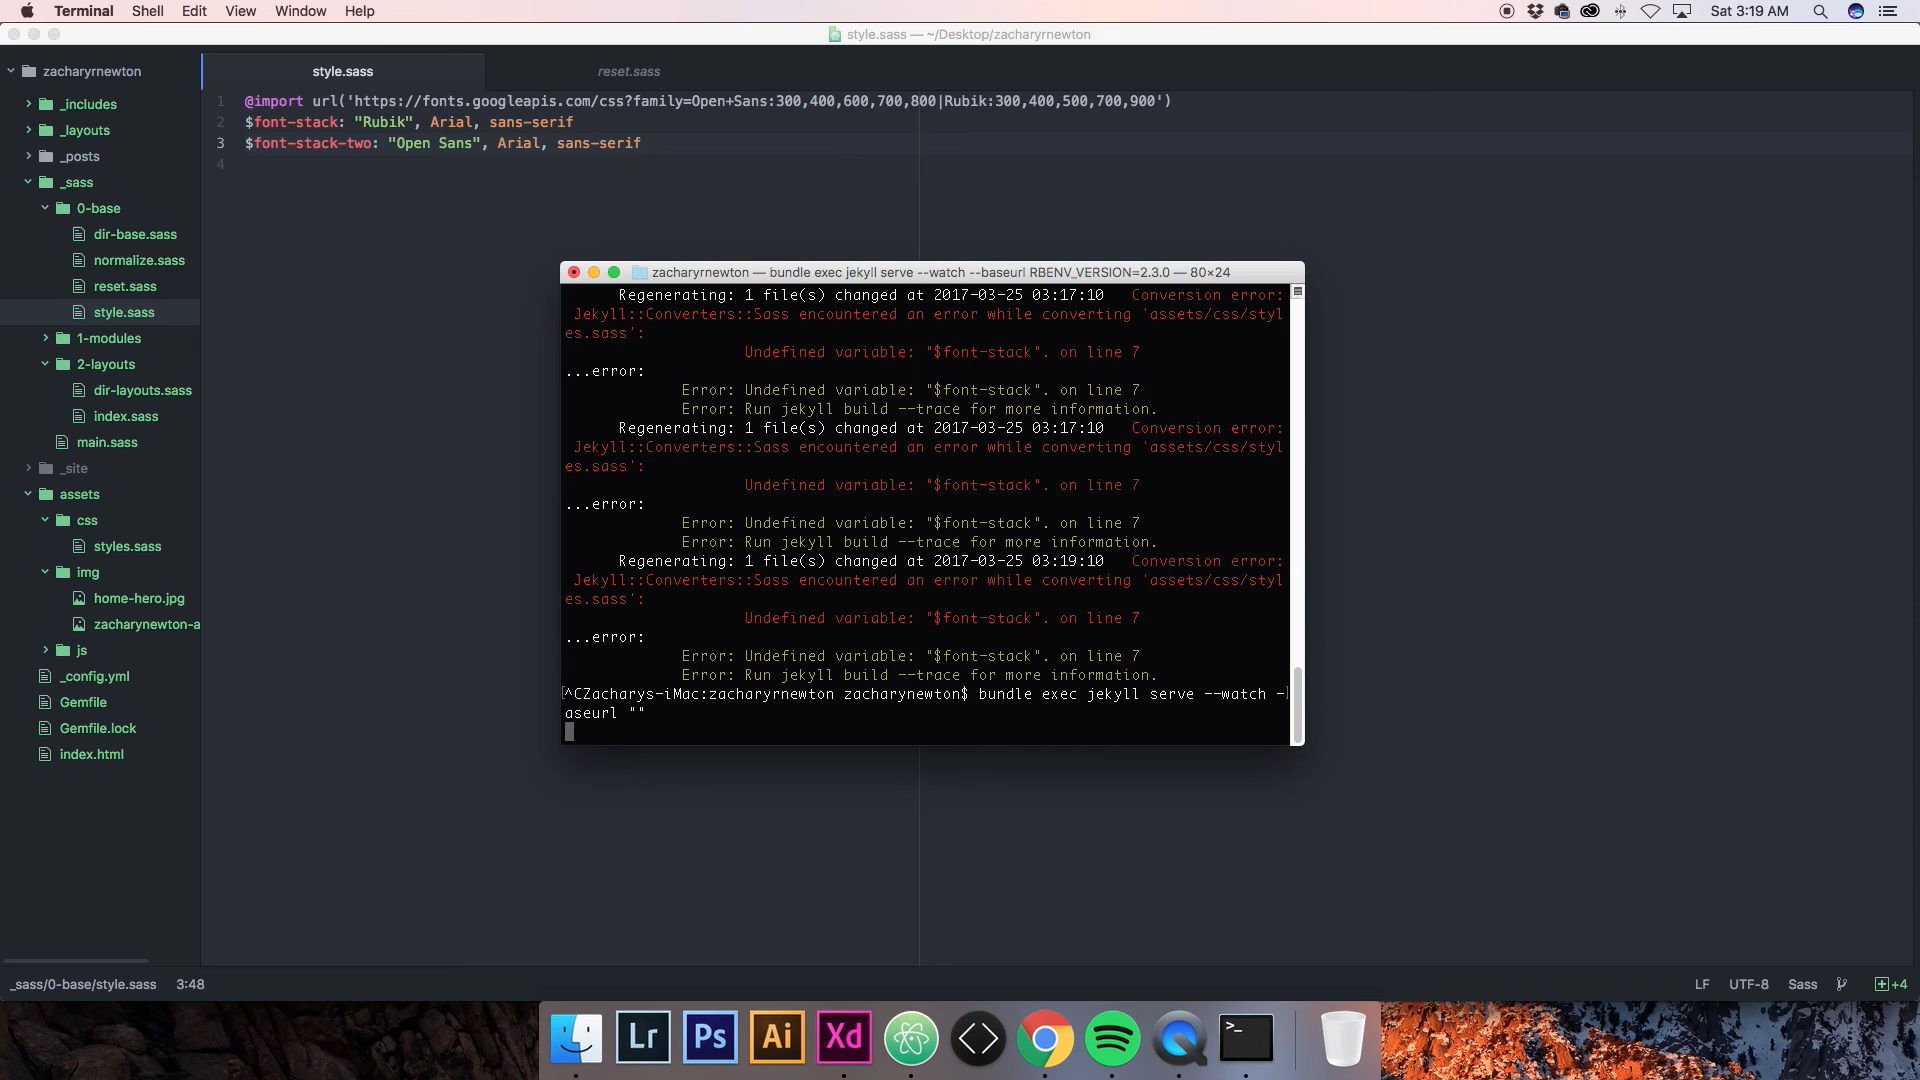 Terminal Shell Edit View Window Help Sat 3:19 AM
style.sass — ~/Desktop/zacharyrnewton
zacharyrnewton
_includes
_layouts
_posts
_sass
0-base
dir-base.sass
normalize.sass
reset.sass
style.sass
1-modules
2-layouts
dir-layouts.sass
index.sass
main.sass
_site
assets
css
styles.sass
img
home-hero.jpg
zacharynewton-a
js
_config.yml
Gemfile
Gemfile.lock
index.html
style.sass reset.sass
1 @import url('https://fonts.googleapis.com/css?family=Open+Sans:300,400,600,700,800|Rubik:300,400,500,700,900')
2 $font-stack: "Rubik", Arial, sans-serif
3 $font-stack-two: "Open Sans", Arial, sans-serif
4
zacharyrnewton — bundle exec jekyll serve --watch --baseurl RBENV_VERSION=2.3.0 — 80×24
Regenerating: 1 file(s) changed at 2017-03-25 03:17:10 Conversion error:
Jekyll::Converters::Sass encountered an error while converting 'assets/css/styl
es.sass':
Undefined variable: "$font-stack". on line 7
...error:
Error: Undefined variable: "$font-stack". on line 7
Error: Run jekyll build --trace for more information.
Regenerating: 1 file(s) changed at 2017-03-25 03:17:10 Conversion error:
Jekyll::Converters::Sass encountered an error while converting 'assets/css/styl
es.sass':
Undefined variable: "$font-stack". on line 7
...error:
Error: Undefined variable: "$font-stack". on line 7
Error: Run jekyll build --trace for more information.
Regenerating: 1 file(s) changed at 2017-03-25 03:19:10 Conversion error:
Jekyll::Converters::Sass encountered an error while converting 'assets/css/styl
es.sass':
Undefined variable: "$font-stack". on line 7
...error:
Error: Undefined variable: "$font-stack". on line 7
Error: Run jekyll build --trace for more information.
[^CZacharys-iMac:zacharyrnewton zacharynewton$ bundle exec jekyll serve --watch -]
aseurl ""
_sass/0-base/style.sass 3:48 LF UTF-8 Sass +4
Lr Ps Ai Xd >_